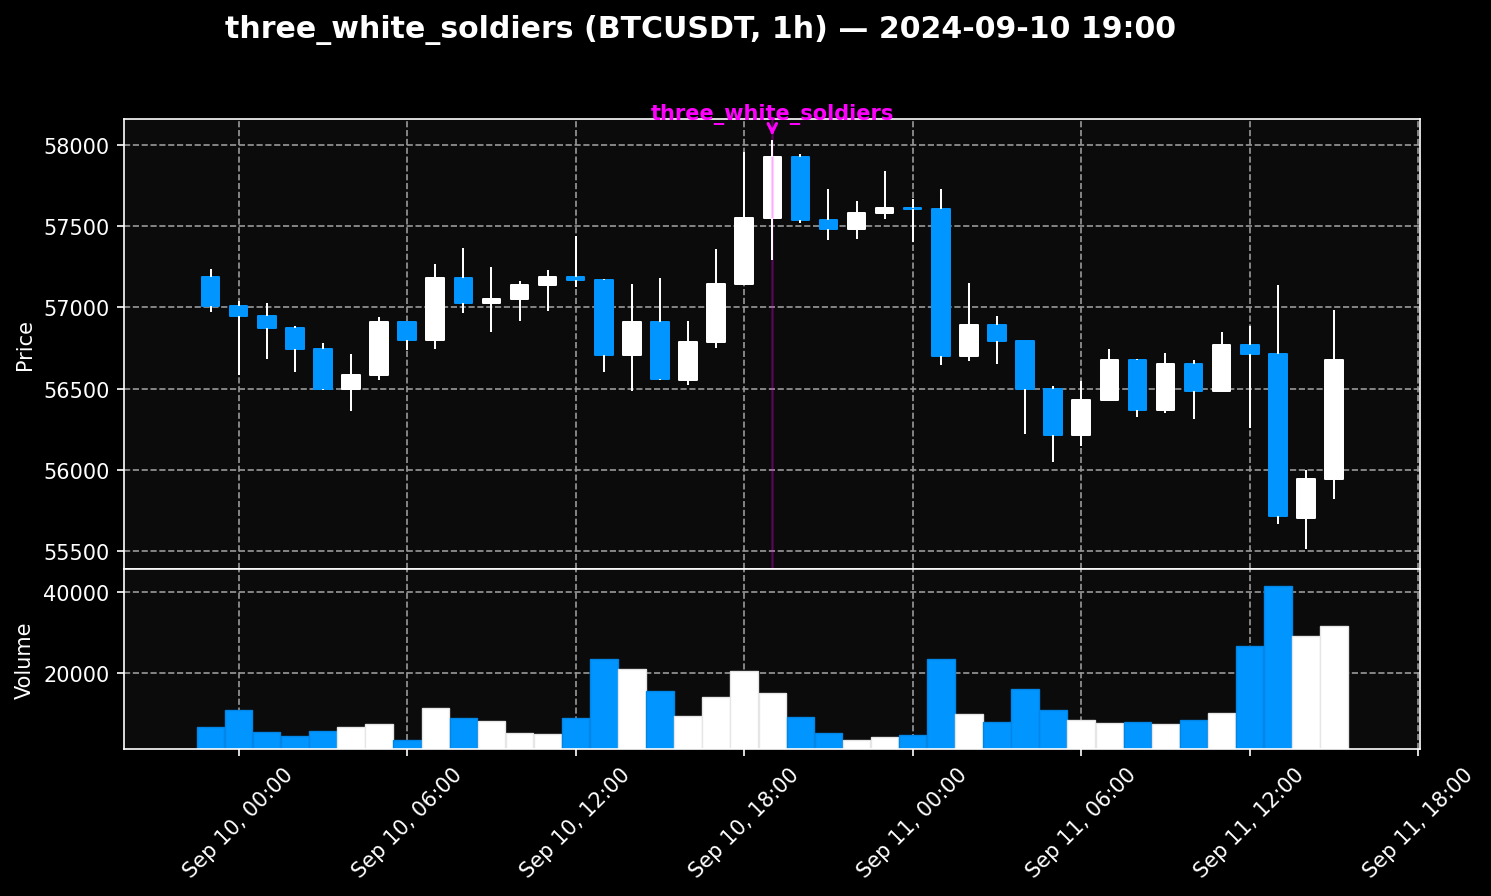 three_white_soldiers (BTCUSDT, 1h) — 2024-09-10 19:00
three_white_soldiers
58000
57500
57000
56500
56000
55500
Price
40000
20000
Volume
Sep 10, 00:00
Sep 10, 06:00
Sep 10, 12:00
Sep 10, 18:00
Sep 11, 00:00
Sep 11, 06:00
Sep 11, 12:00
Sep 11, 18:00